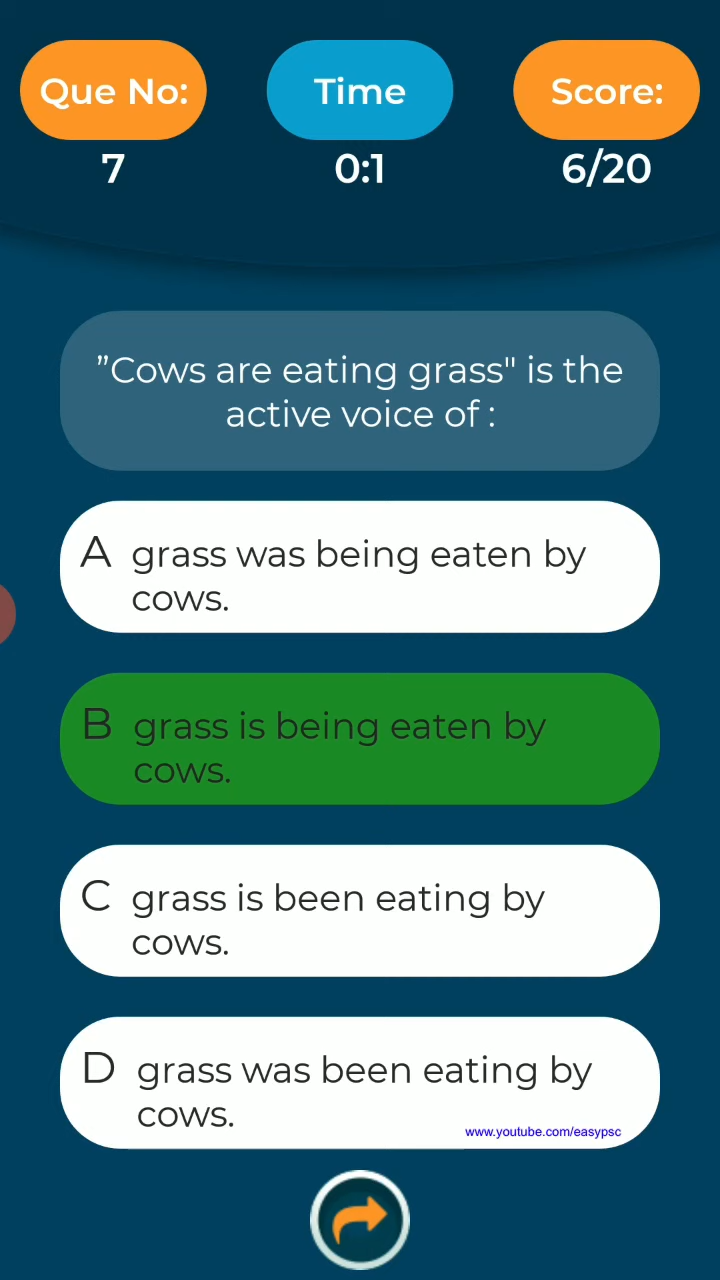 Que No:
Time
Score:
7
0:1
6/20
”Cows are eating grass" is the
active voice of :
A grass was being eaten by
cows.
B grass is being eaten by
cows.
C grass is been eating by
cows.
D grass was been eating by
cows.
www.youtube.com/easypsc